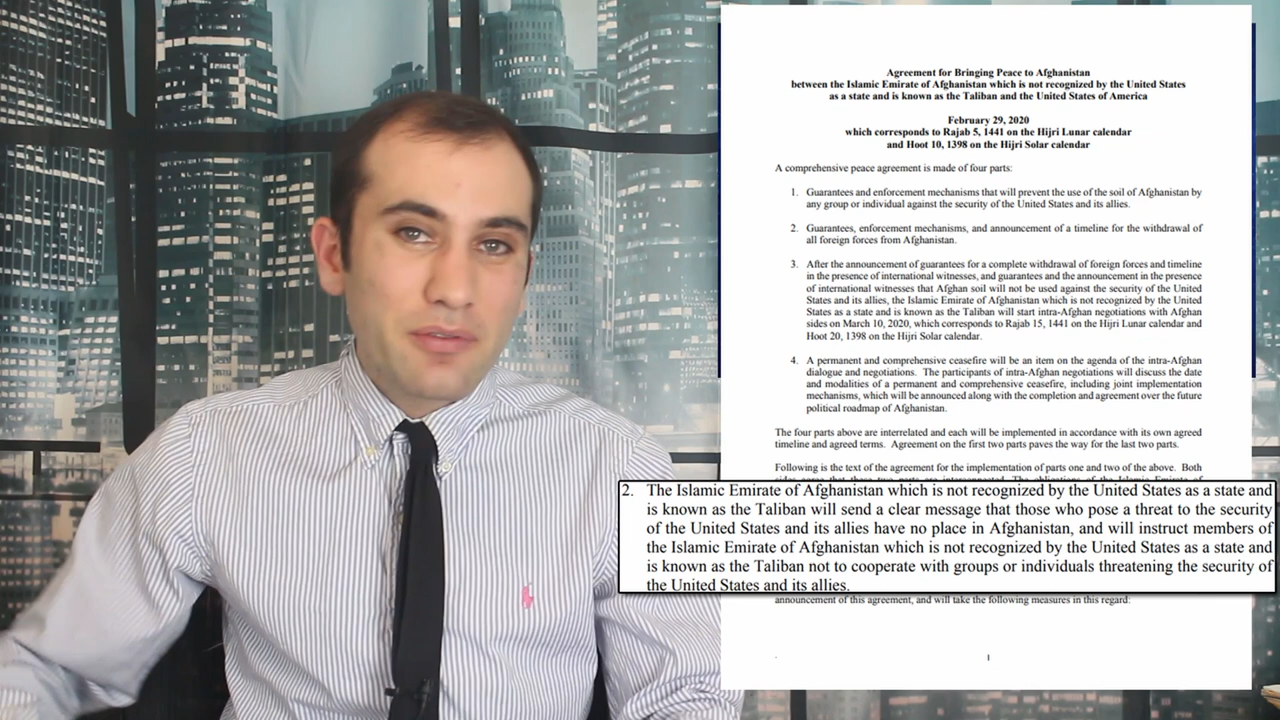 Agreement for Bringing Peace to Afghanistan
between the Islamic Emirate of Afghanistan which is not recognized by the United States
as a state and is known as the Taliban and the United States of America
February 29, 2020
which corresponds to Rajab 5, 1441 on the Hijri Lunar calendar
and Hoot 10, 1398 on the Hijri Solar calendar
A comprehensive peace agreement is made of four parts:
1. Guarantees and enforcement mechanisms that will prevent the use of the soil of Afghanistan by
any group or individual against the security of the United States and its allies.
2. Guarantees, enforcement mechanisms, and announcement of a timeline for the withdrawal of
all foreign forces from Afghanistan.
3. After the announcement of guarantees for a complete withdrawal of foreign forces and timeline
in the presence of international witnesses, and guarantees and the announcement in the presence
of international witnesses that Afghan soil will not be used against the security of the United
States and its allies, the Islamic Emirate of Afghanistan which is not recognized by the United
States as a state and is known as the Taliban will start intra-Afghan negotiations with Afghan
sides on March 10, 2020, which corresponds to Rajab 15, 1441 on the Hijri Lunar calendar and
Hoot 20, 1398 on the Hijri Solar calendar.
4. A permanent and comprehensive ceasefire will be an item on the agenda of the intra-Afghan
dialogue and negotiations. The participants of intra-Afghan negotiations will discuss the date
and modalities of a permanent and comprehensive ceasefire, including joint implementation
mechanisms, which will be announced along with the completion and agreement over the future
political roadmap of Afghanistan.
The four parts above are interrelated and each will be implemented in accordance with its own agreed
timeline and agreed terms. Agreement on the first two parts paves the way for the last two parts.
Following is the text of the agreement for the implementation of parts one and two of the above. Both
2. The Islamic Emirate of Afghanistan which is not recognized by the United States as a state and
is known as the Taliban will send a clear message that those who pose a threat to the security
of the United States and its allies have no place in Afghanistan, and will instruct members of
the Islamic Emirate of Afghanistan which is not recognized by the United States as a state and
is known as the Taliban not to cooperate with groups or individuals threatening the security of
the United States and its allies.
announcement of this agreement, and will take the following measures in this regard:
1